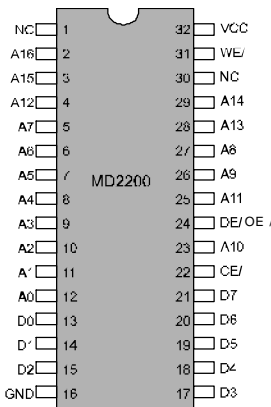 NC 1 32 VCC
A16 2 31 WE/
A15 3 30 NC
A12 4 29 A14
A7 5 28 A13
A6 6 27 A8
A5 7 26 A9
MD2200
A4 8 25 A11
A3 9 24 OE/OE /
A2 10 23 A10
A1 11 22 CE/
A0 12 21 D7
D0 13 20 D6
D1 14 19 D5
D2 15 18 D4
GND 16 17 D3